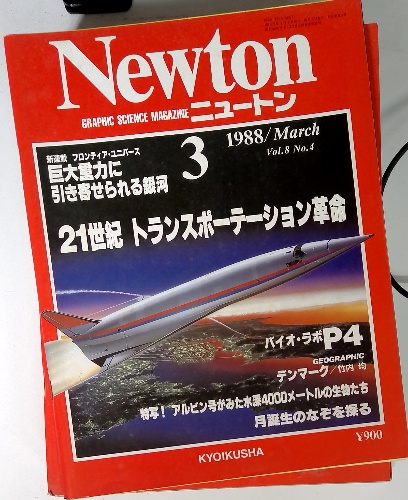 Newton
GRAPHIC SCIENCE MAGAZINE ニュートン
3 1988/March
Vol.8 No.4
新連載 フロンティア・ユニバース
巨大重力に
引き寄せられる銀河
21世紀 トランスポーテーション革命
バイオ・ラボP4
GEOGRAPHIC
デンマーク/竹内 均
特写! アルビン号がみた水深4000メートルの生物たち
月誕生のなぞを探る
¥900
KYOIKUSHA